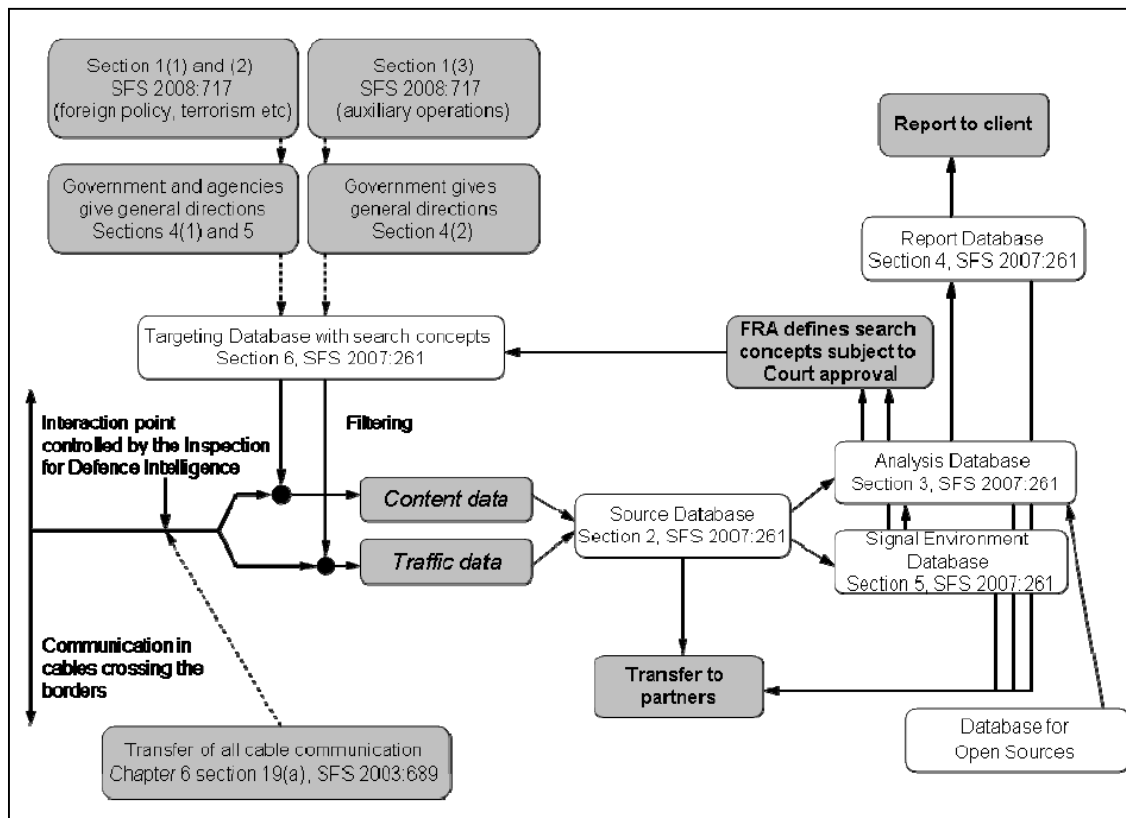 Section 1(1) and (2)
SFS 2008:717
(foreign policy, terrorism etc)
Section 1(3)
SFS 2008:717
(auxiliary operations)
Report to client
Government and agencies
give general directions
Sections 4(1) and 5
Government gives
general directions
Section 4(2)
Report Database
Section 4, SFS 2007:261
Targeting Database with search concepts
Section 6, SFS 2007:261
FRA defines search
concepts subject to
Court approval
Interaction point
controlled by the Inspection
for Defence Intelligence
Filtering
Content data
Traffic data
Source Database
Section 2, SFS 2007:261
Analysis Database
Section 3, SFS 2007:261
Signal Environment
Database
Section 5, SFS 2007:261
Communication in
cables crossing the
borders
Transfer to
partners
Database for
Open Sources
Transfer of all cable communication
Chapter 6 section 19(a), SFS 2003:689